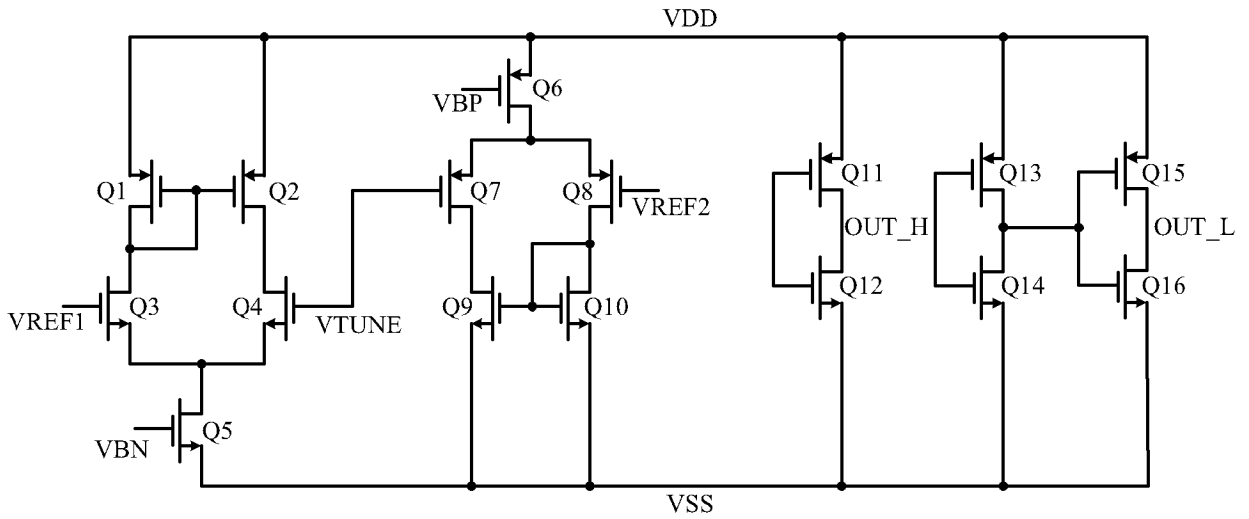 VDD
Q6
VBP
Q1
Q2
Q7
Q8
VREF2
Q11
Q13
Q15
OUT_H
OUT_L
Q3
Q4
VREF1
VTUNE
Q9
Q10
Q12
Q14
Q16
Q5
VBN
VSS